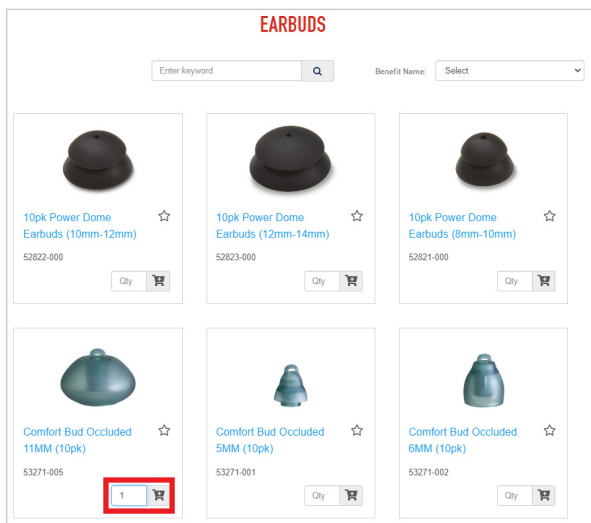 EARBUDS
Enter keyword
Benefit Name: Select
10pk Power Dome
Earbuds (10mm-12mm)
52822-000
Qty
10pk Power Dome
Earbuds (12mm-14mm)
52823-000
Qty
10pk Power Dome
Earbuds (8mm-10mm)
52821-000
Qty
Comfort Bud Occluded
11MM (10pk)
53271-005
1
Comfort Bud Occluded
5MM (10pk)
53271-001
Qty
Comfort Bud Occluded
6MM (10pk)
53271-002
Qty